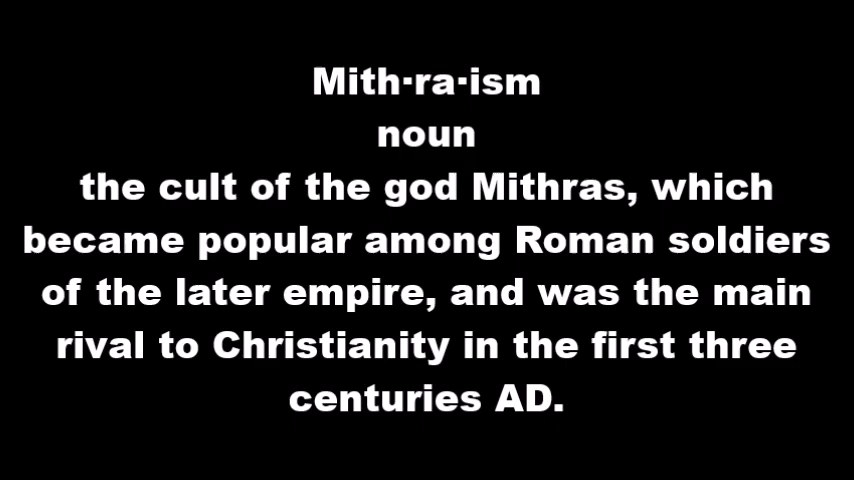 Mith·ra·ism
noun
the cult of the god Mithras, which
became popular among Roman soldiers
of the later empire, and was the main
rival to Christianity in the first three
centuries AD.